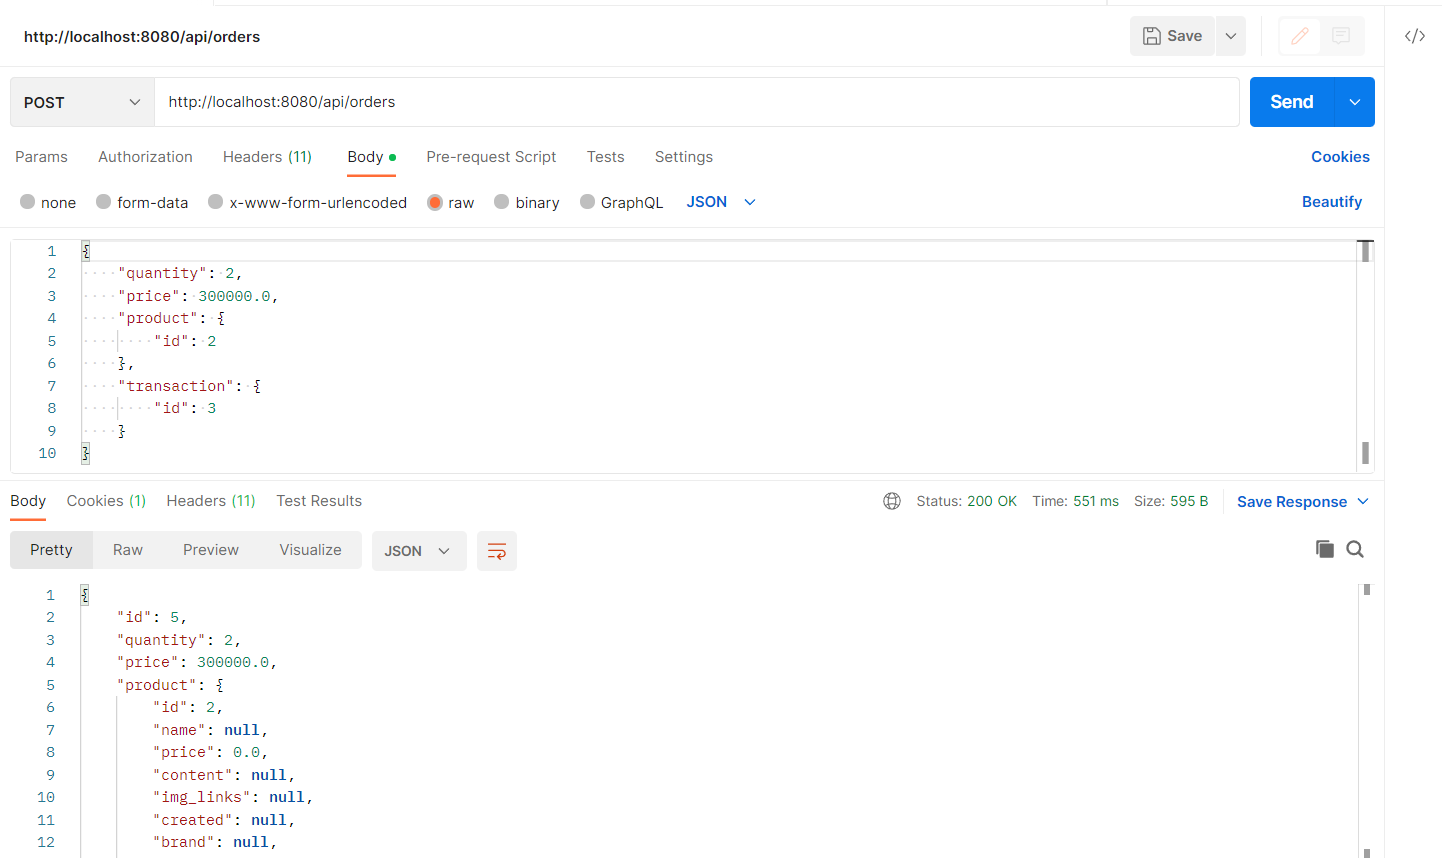 http://localhost:8080/api/orders
Save
</>
POST
http://localhost:8080/api/orders
Send
Params Authorization Headers (11) Body Pre-request Script Tests Settings Cookies
none form-data x-www-form-urlencoded raw binary GraphQL JSON Beautify
1 {
2 "quantity": 2,
3 "price": 300000.0,
4 "product": {
5 "id": 2
6 },
7 "transaction": {
8 "id": 3
9 }
10 }
Body Cookies (1) Headers (11) Test Results Status: 200 OK Time: 551 ms Size: 595 B Save Response
Pretty Raw Preview Visualize JSON
1 {
2 "id": 5,
3 "quantity": 2,
4 "price": 300000.0,
5 "product": {
6 "id": 2,
7 "name": null,
8 "price": 0.0,
9 "content": null,
10 "img_links": null,
11 "created": null,
12 "brand": null,